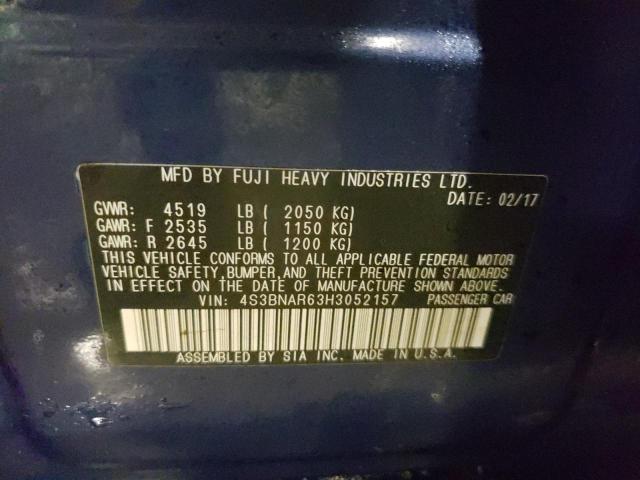 MFD BY FUJI HEAVY INDUSTRIES LTD.
DATE: 02/17
GVWR: 4519 LB ( 2050 KG)
GAWR: F 2535 LB ( 1150 KG)
GAWR: R 2645 LB ( 1200 KG)
THIS VEHICLE CONFORMS TO ALL APPLICABLE FEDERAL MOTOR
VEHICLE SAFETY, BUMPER, AND THEFT PREVENTION STANDARDS
IN EFFECT ON THE DATE OF MANUFACTURE SHOWN ABOVE.
VIN: 4S3BNAR63H3052157 PASSENGER CAR
ASSEMBLED BY SIA INC. MADE IN U.S.A.